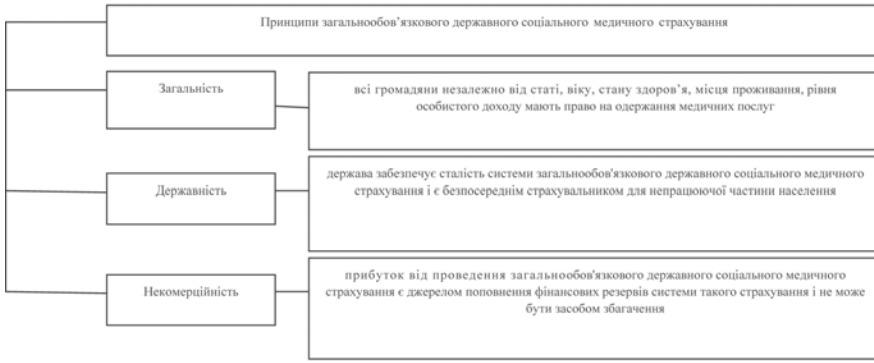 Принципи загальнообов’язкового державного соціального медичного страхування
Загальність
всі громадяни незалежно від статі, віку, стану здоров’я, місця проживання, рівня
особистого доходу мають право на одержання медичних послуг
Державність
держава забезпечує сталість системи загальнообов'язкового державного соціального медичного
страхування і є безпосереднім страхувальником для непрацюючої частини населення
Некомерційність
прибуток від проведення загальнообов'язкового державного соціального медичного
страхування є джерелом поповнення фінансових резервів системи такого страхування і не може
бути засобом збагачення